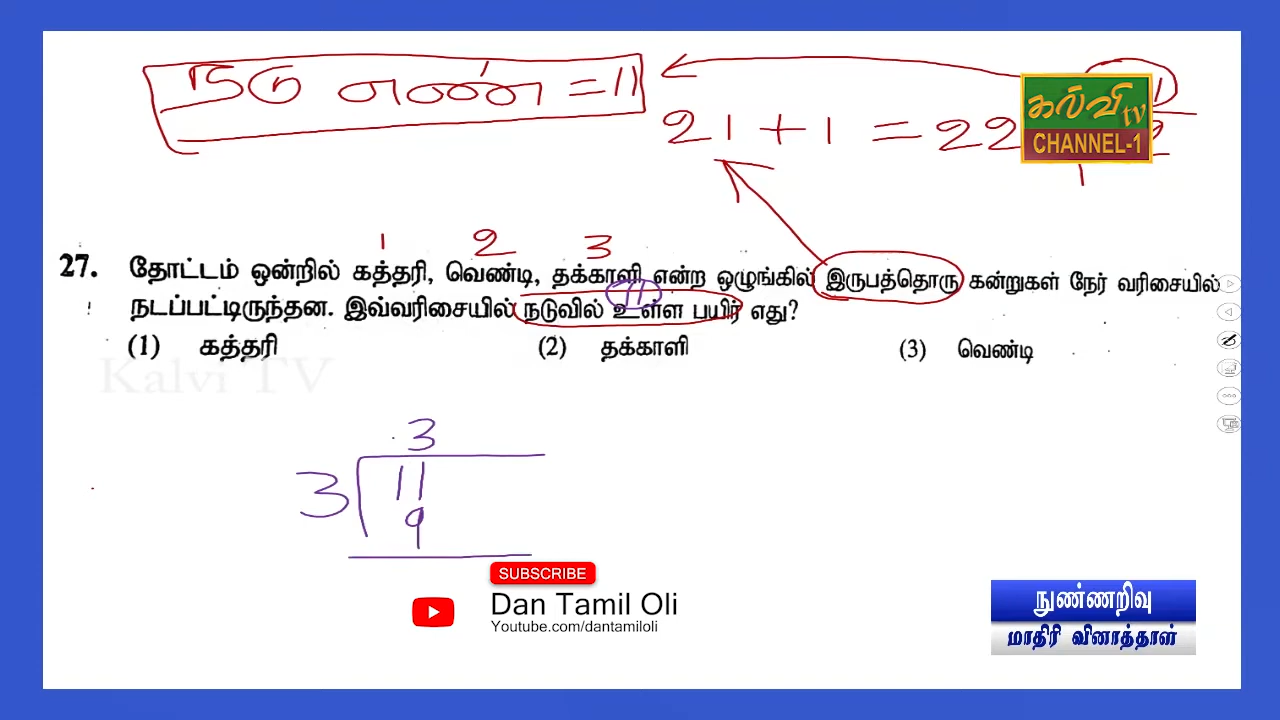 நடு எண் = 11
கல்வி tv
CHANNEL-1
21 + 1 = 22
1 2 3
27. தோட்டம் ஒன்றில் கத்தரி, வெண்டி, தக்காளி என்ற ஒழுங்கில் இருபத்தொரு கன்றுகள் நேர் வரிசையில்
11
நடப்பட்டிருந்தன. இவ்வரிசையில் நடுவில் உள்ள பயிர் எது?
(1) கத்தரி (2) தக்காளி (3) வெண்டி
Kalvi TV
3
3 11
9
SUBSCRIBE
Dan Tamil Oli
Youtube.com/dantamiloli
நுண்ணறிவு
மாதிரி வினாத்தாள்